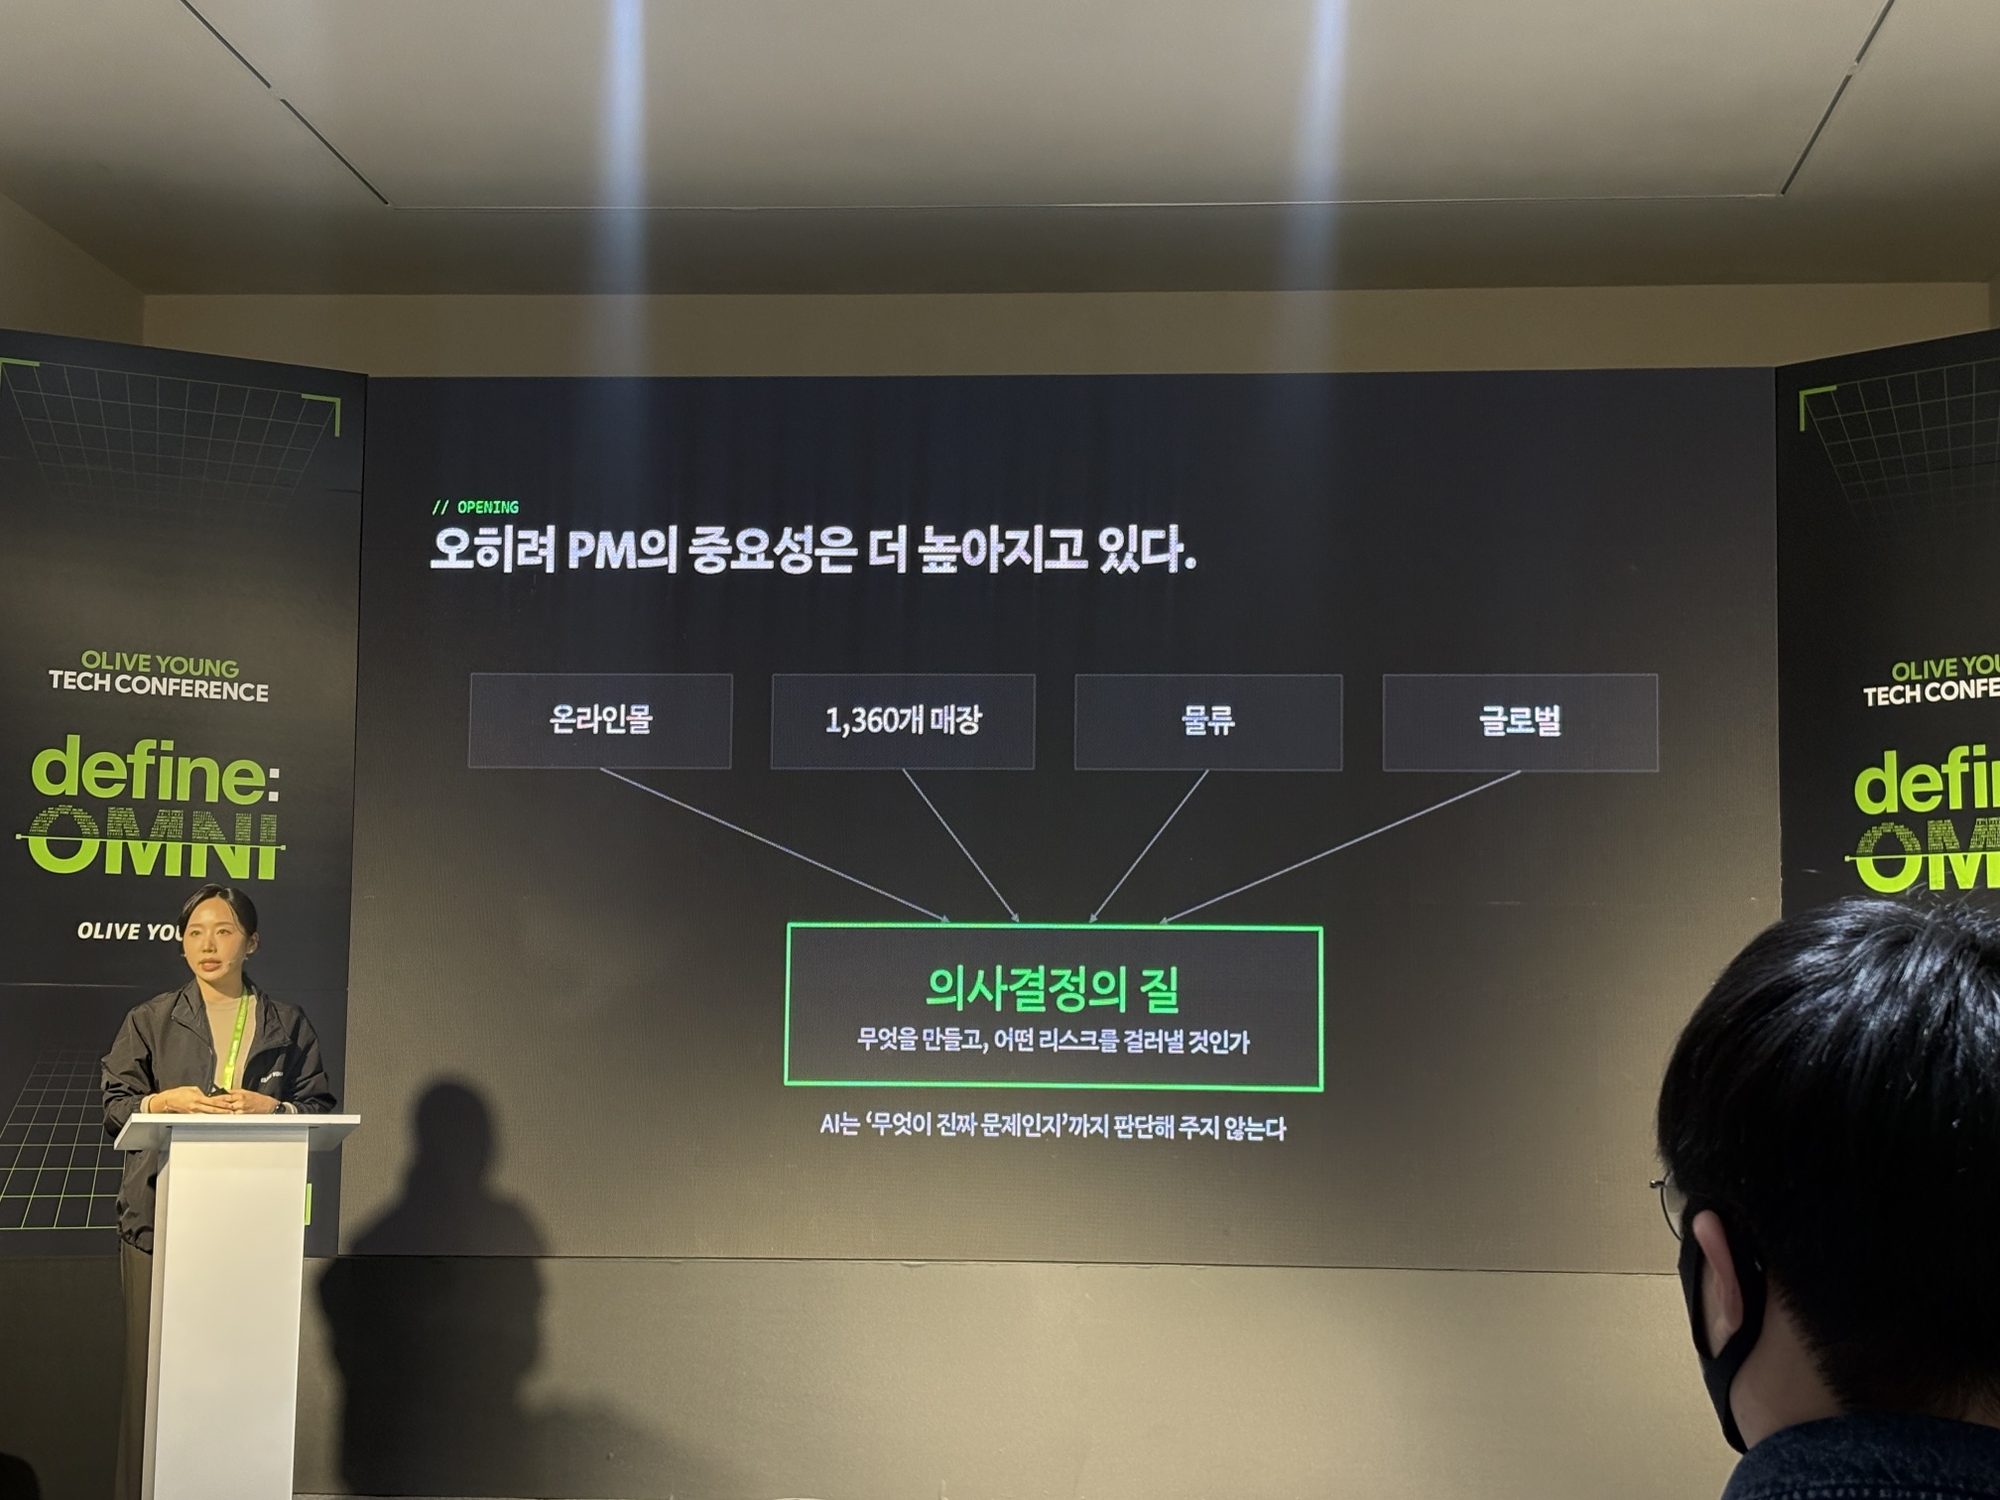 // OPENING
오히려 PM의 중요성은 더 높아지고 있다.
온라인몰
1,360개 매장
물류
글로벌
의사결정의 질
무엇을 만들고, 어떤 리스크를 걸러낼 것인가
AI는 ‘무엇이 진짜 문제인지’까지 판단해 주지 않는다
OLIVE YOUNG
TECH CONFERENCE
define:
OMNI
OLIVE YOU
OLIVE YOU
TECH CONFE
defi
OM